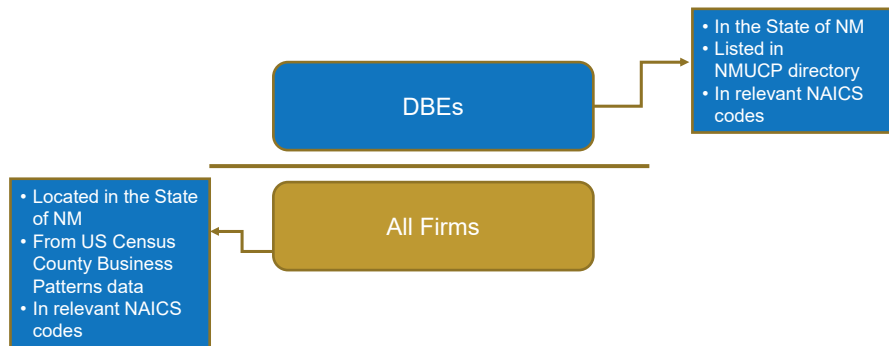 • In the State of NM
• Listed in
NMUCP directory
• In relevant NAICS
codes
DBEs
All Firms
• Located in the State
of NM
• From US Census
County Business
Patterns data
• In relevant NAICS
codes